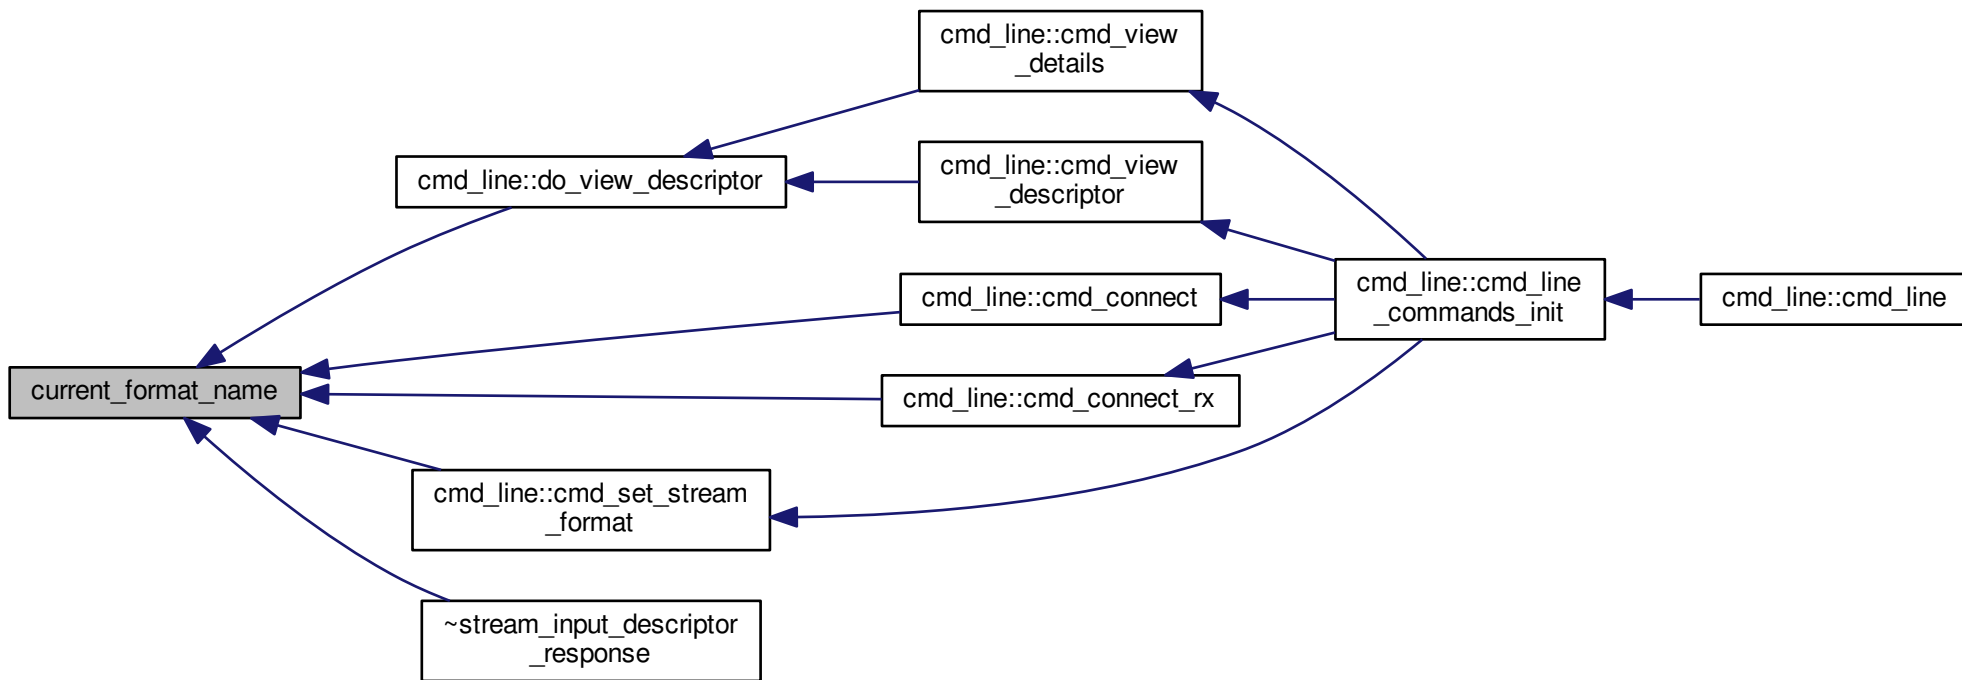 cmd_line::cmd_view
_details
cmd_line::do_view_descriptor
cmd_line::cmd_view
_descriptor
cmd_line::cmd_connect
cmd_line::cmd_line
_commands_init
cmd_line::cmd_line
current_format_name
cmd_line::cmd_connect_rx
cmd_line::cmd_set_stream
_format
~stream_input_descriptor
_response